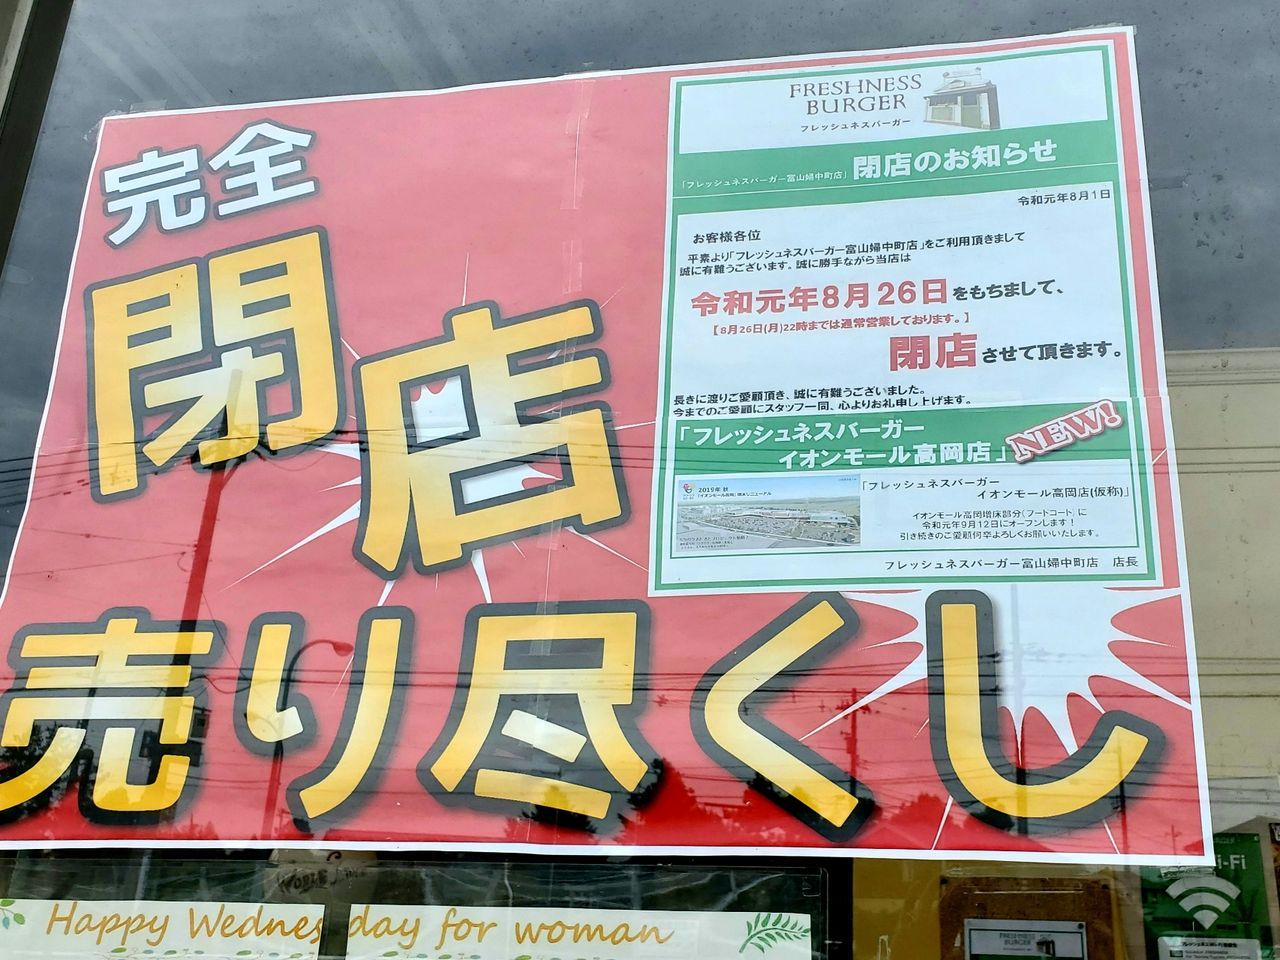 完全
閉店
売り尽くし
FRESHNESS
BURGER
フレッシュネスバーガー
「フレッシュネスバーガー富山婦中町店」閉店のお知らせ
令和元年8月1日
お客様各位
平素より「フレッシュネスバーガー富山婦中町店」をご利用頂きまして
誠に有難うございます。誠に勝手ながら当店は
令和元年8月26日をもちまして、
【8月26日(月)22時までは通常営業しております。】
閉店させて頂きます。
長きに渡りご愛顧頂き、誠に有難うございました。
今までのご愛顧にスタッフ一同、心よりお礼申し上げます。
「フレッシュネスバーガー
イオンモール高岡店」
NEW!
2019年 秋
「フレッシュネスバーガー
イオンモール高岡店(仮称)」
イオンモール高岡増床部分(フードコート)に
令和元年9月12日にオープンします!
引き続きのご愛顧何卒よろしくお願いいたします。
フレッシュネスバーガー富山婦中町店 店長
Happy Wednesday for woman
i-Fi
FRESHNESS
BURGER